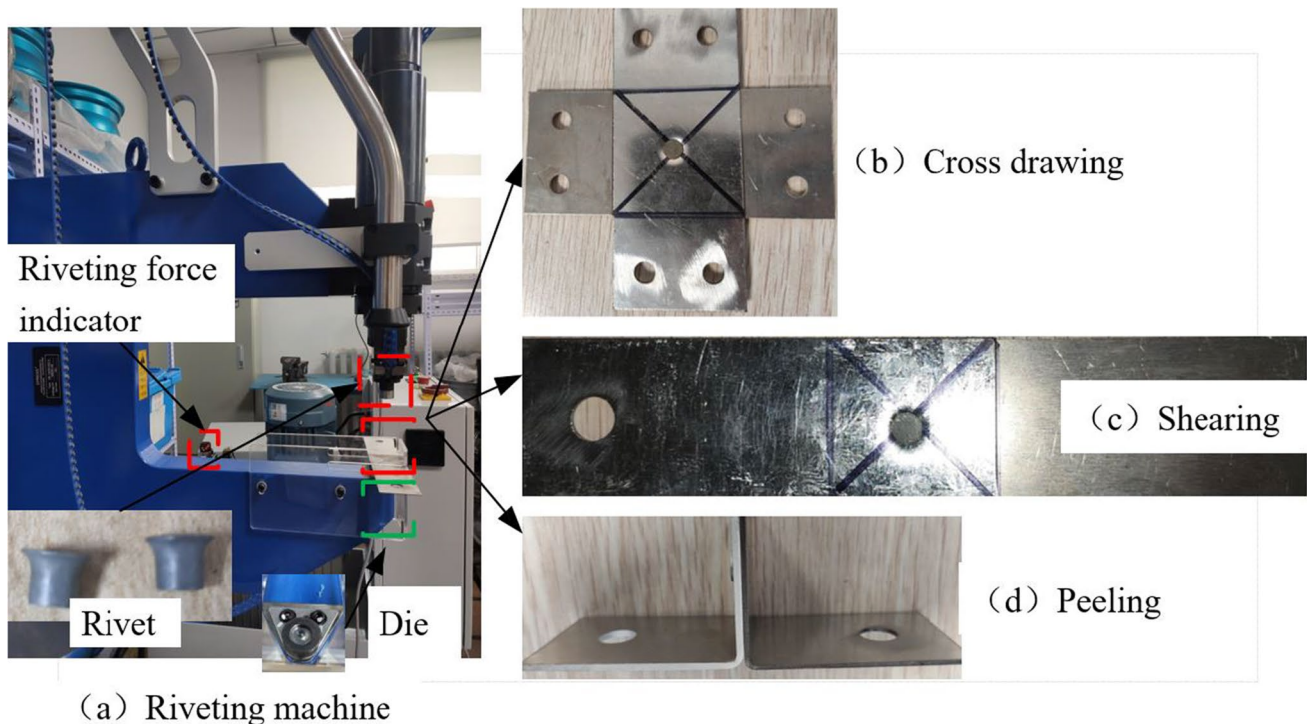 Riveting force
indicator
Rivet
Die
（a）Riveting machine
（b）Cross drawing
（c）Shearing
（d）Peeling